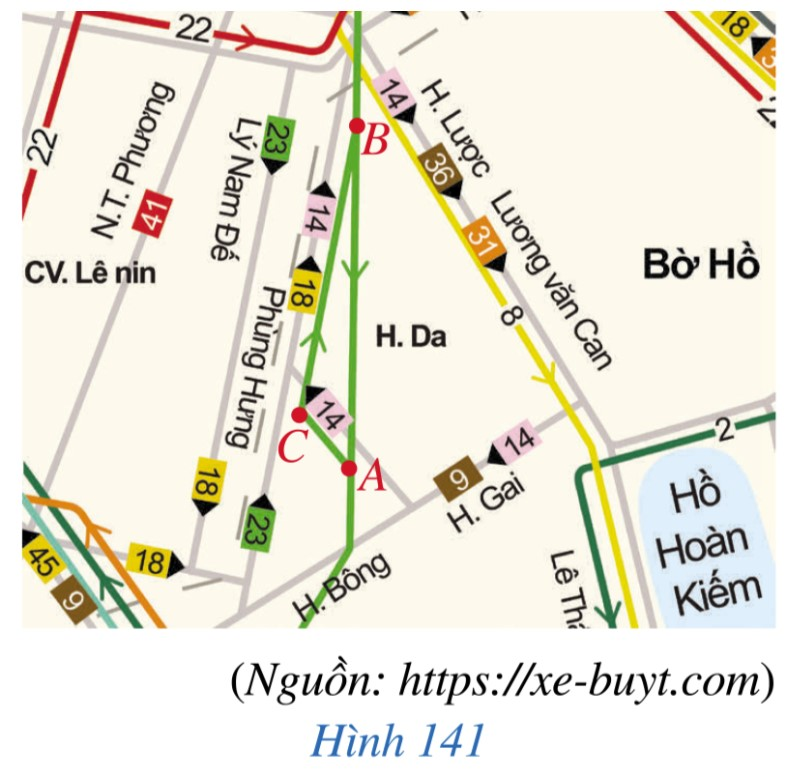 22
22
N.T. Phương
41
CV. Lê nin
Lý Nam Đế
23
14
18
Phùng Hưng
B
14
H. Lược
36
31
Lương văn Can
18
Bờ Hồ
8
H. Da
14
C
A
14
9
H. Gai
2
Hồ
Hoàn
Kiếm
18
23
18
45
9
H. Bông
(Nguồn: https://xe-buyt.com)
Hình 141